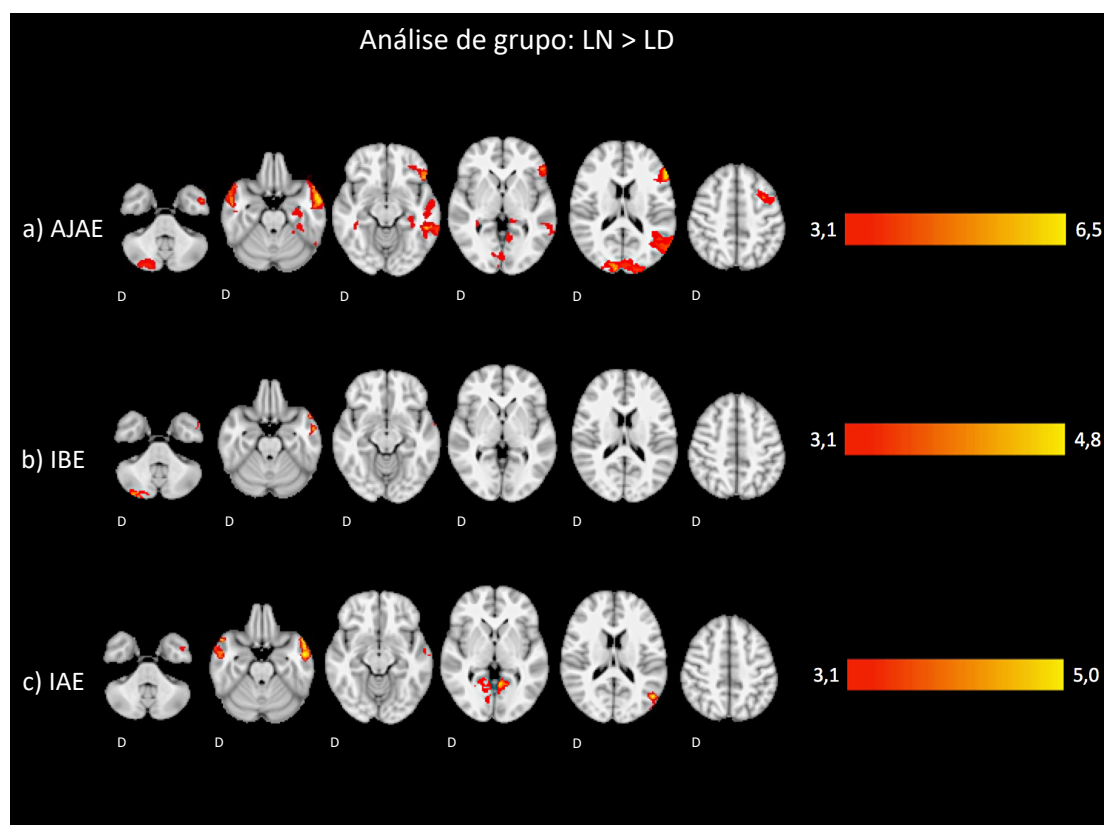 Análise de grupo: LN > LD
a) AJAE
3,1
6,5
D D D D D D
b) IBE
3,1
4,8
D D D D D D
c) IAE
3,1
5,0
D D D D D D